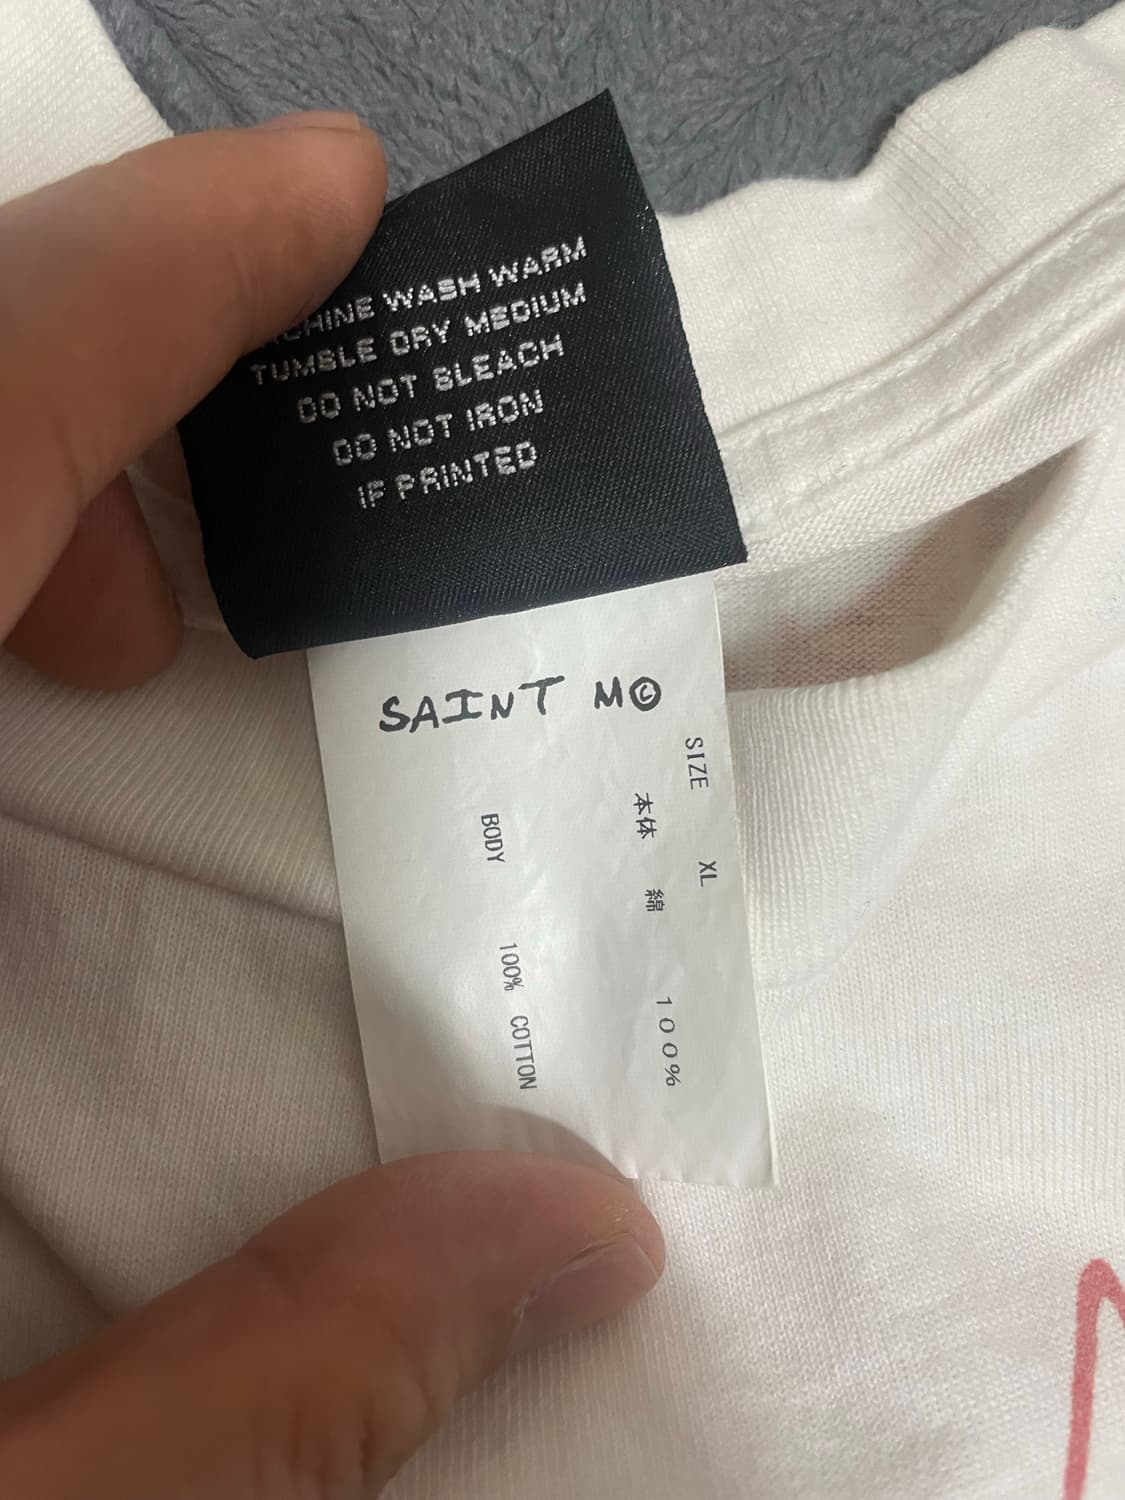 MACHINE WASH WARM
TUMBLE DRY MEDIUM
DO NOT BLEACH
DO NOT IRON
IF PRINTED
SAINT M©
SIZE XL
本体 綿 100%
BODY 100% COTTON